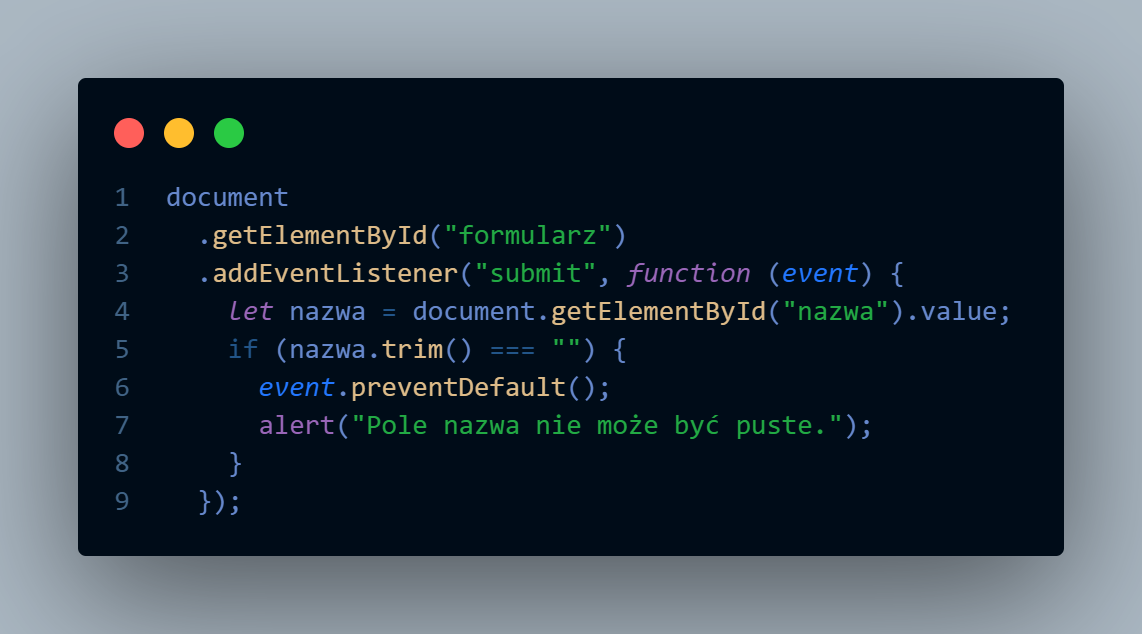 1 document
2   .getElementById("formularz")
3   .addEventListener("submit", function (event) {
4     let nazwa = document.getElementById("nazwa").value;
5     if (nazwa.trim() === "") {
6       event.preventDefault();
7       alert("Pole nazwa nie może być puste.");
8     }
9   });